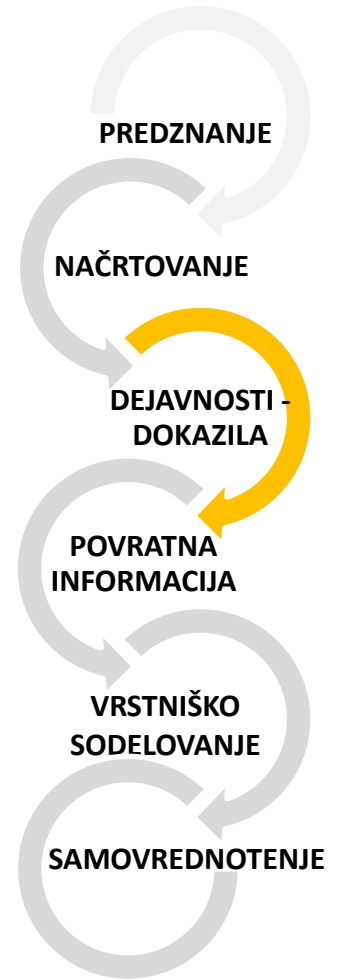 PREDZNANJE
NAČRTOVANJE
DEJAVNOSTI -
DOKAZILA
POVRATNA
INFORMACIJA
VRSTNIŠKO
SODELOVANJE
SAMOVREDNOTENJE